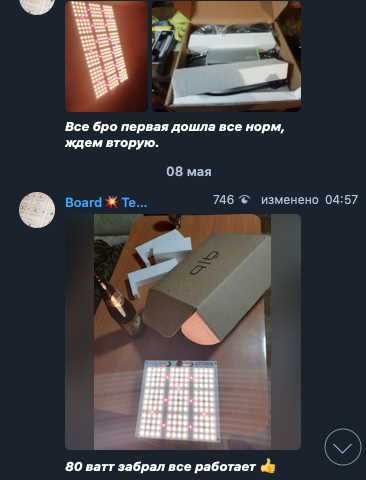 Все бро первая дошла все норм,
ждем вторую.
08 мая
Board💥 Te... 746 изменено 04:57
80 ватт забрал все работает 👍